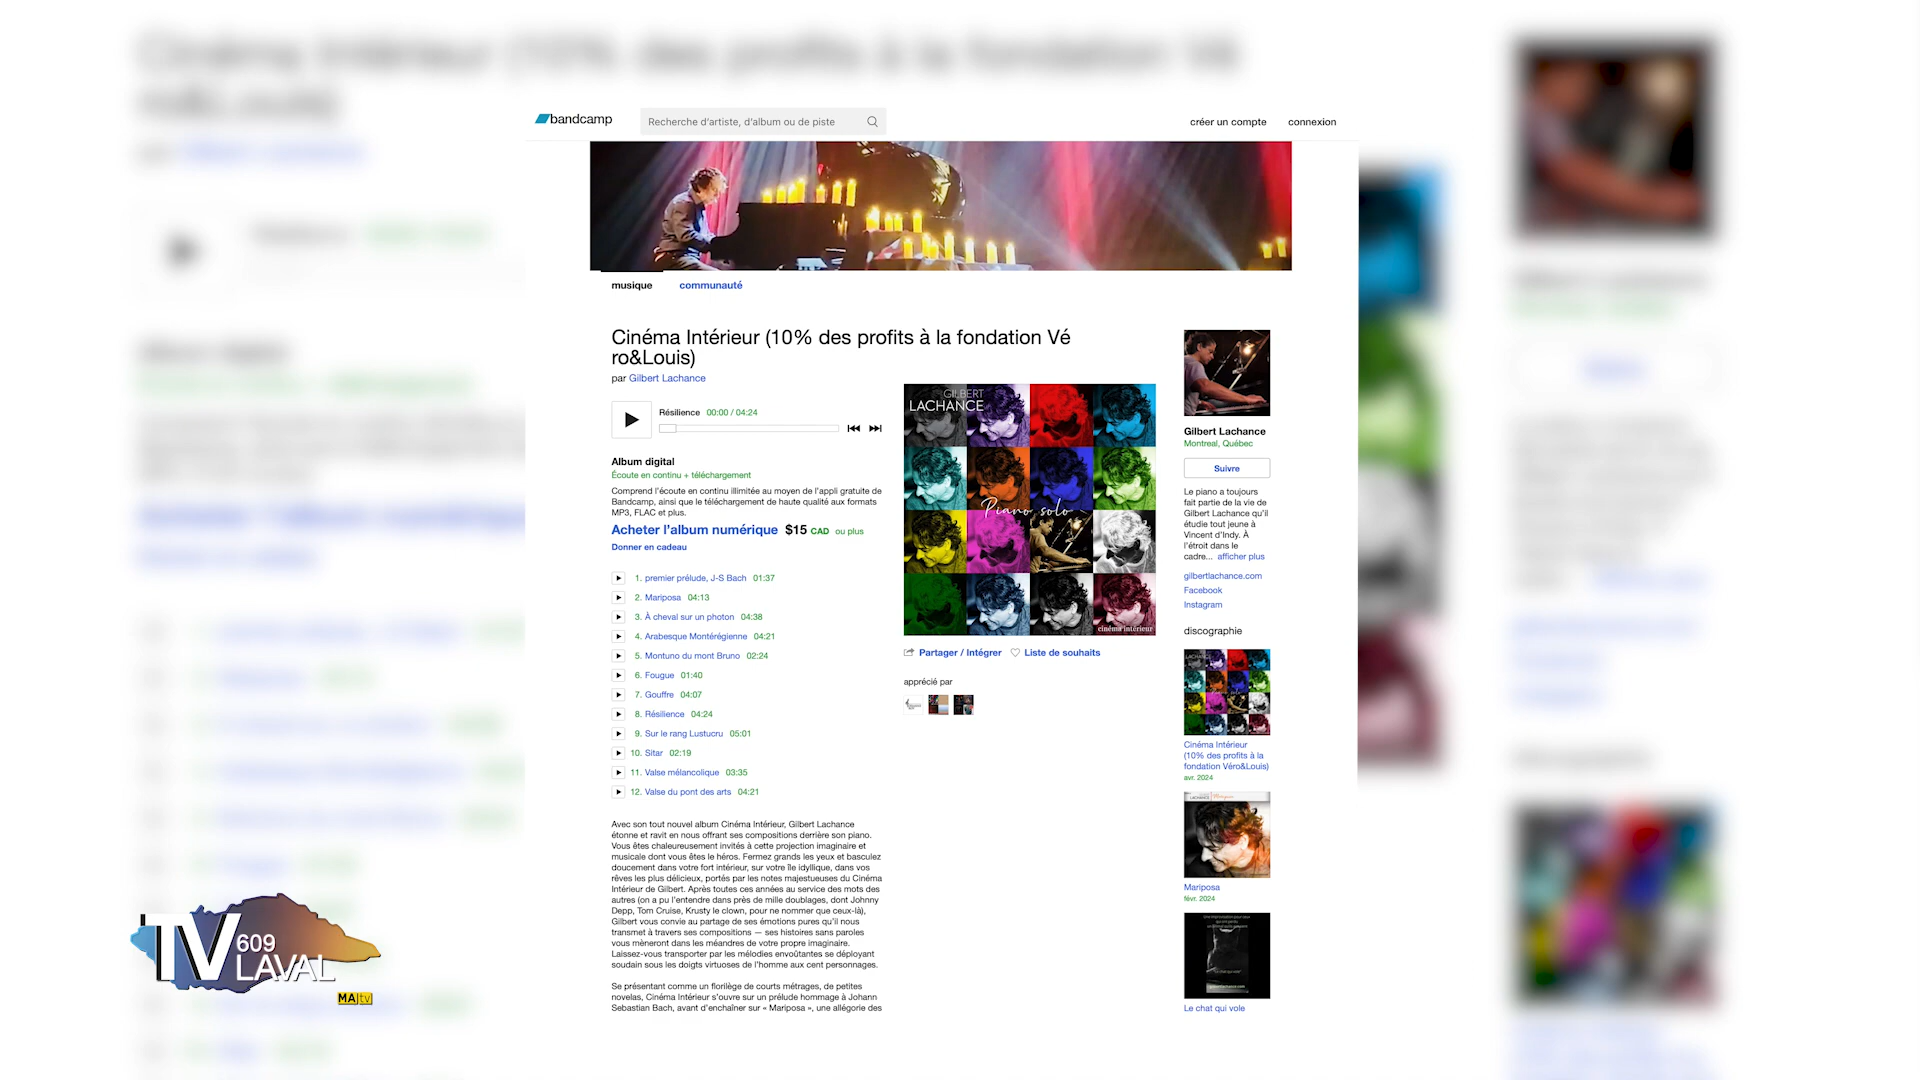 bandcamp
Recherche d'artiste, d'album ou de piste
créer un compte
connexion
musique
communauté
Cinéma Intérieur (10% des profits à la fondation Vé
ro&Louis)
par Gilbert Lachance
Résilience 00:00 / 04:24
Album digital
Écoute en continu + téléchargement
Comprend l'écoute en continu illimitée au moyen de l'appli gratuite de
Bandcamp, ainsi que le téléchargement de haute qualité aux formats
MP3, FLAC et plus.
Acheter l'album numérique $15 CAD ou plus
Donner en cadeau
1. premier prélude, J-S Bach 01:37
2. Mariposa 04:13
3. À cheval sur un photon 04:38
4. Arabesque Montérégienne 04:21
5. Montuno du mont Bruno 02:24
6. Fougue 01:40
7. Gouffre 04:07
8. Résilience 04:24
9. Sur le rang Lustucru 05:01
10. Sitar 02:19
11. Valse mélancolique 03:35
12. Valse du pont des arts 04:21
Avec son tout nouvel album Cinéma Intérieur, Gilbert Lachance
étonne et ravit en nous offrant ses compositions derrière son piano.
Vous êtes chaleureusement invités à cette projection imaginaire et
musicale dont vous êtes le héros. Fermez grands les yeux et basculez
doucement dans votre fort intérieur, sur votre île idyllique, dans vos
rêves les plus délicieux, portés par les notes majestueuses du Cinéma
Intérieur de Gilbert. Après toutes ces années au service des mots des
autres (on a pu l'entendre dans près de mille doublages, dont Johnny
Depp, Tom Cruise, Krusty le clown, pour ne nommer que ceux-là),
Gilbert vous convie au partage de ses émotions pures qu'il nous
transmet à travers ses compositions — ses histoires sans paroles
vous mèneront dans les méandres de votre propre imaginaire.
Laissez-vous transporter par les mélodies envoûtantes se déployant
soudain sous les doigts virtuoses de l'homme aux cent personnages.
Se présentant comme un florilège de courts métrages, de petites
novelas, Cinéma Intérieur s'ouvre sur un prélude hommage à Johann
Sebastian Bach, avant d'enchaîner sur « Mariposa », une allégorie des
GILBERT
LACHANCE
Piano solo
cinéma intérieur
Partager / Intégrer
Liste de souhaits
apprécié par
Gilbert Lachance
Montreal, Québec
Suivre
Le piano a toujours
fait partie de la vie de
Gilbert Lachance qu'il
étudie tout jeune à
Vincent d'Indy. À
l'étroit dans le
cadre... afficher plus
gilbertlachance.com
Facebook
Instagram
discographie
Cinéma Intérieur
(10% des profits à la
fondation Véro&Louis)
avr. 2024
Mariposa
févr. 2024
Le chat qui vole
TV
609
LAVAL
MAtv